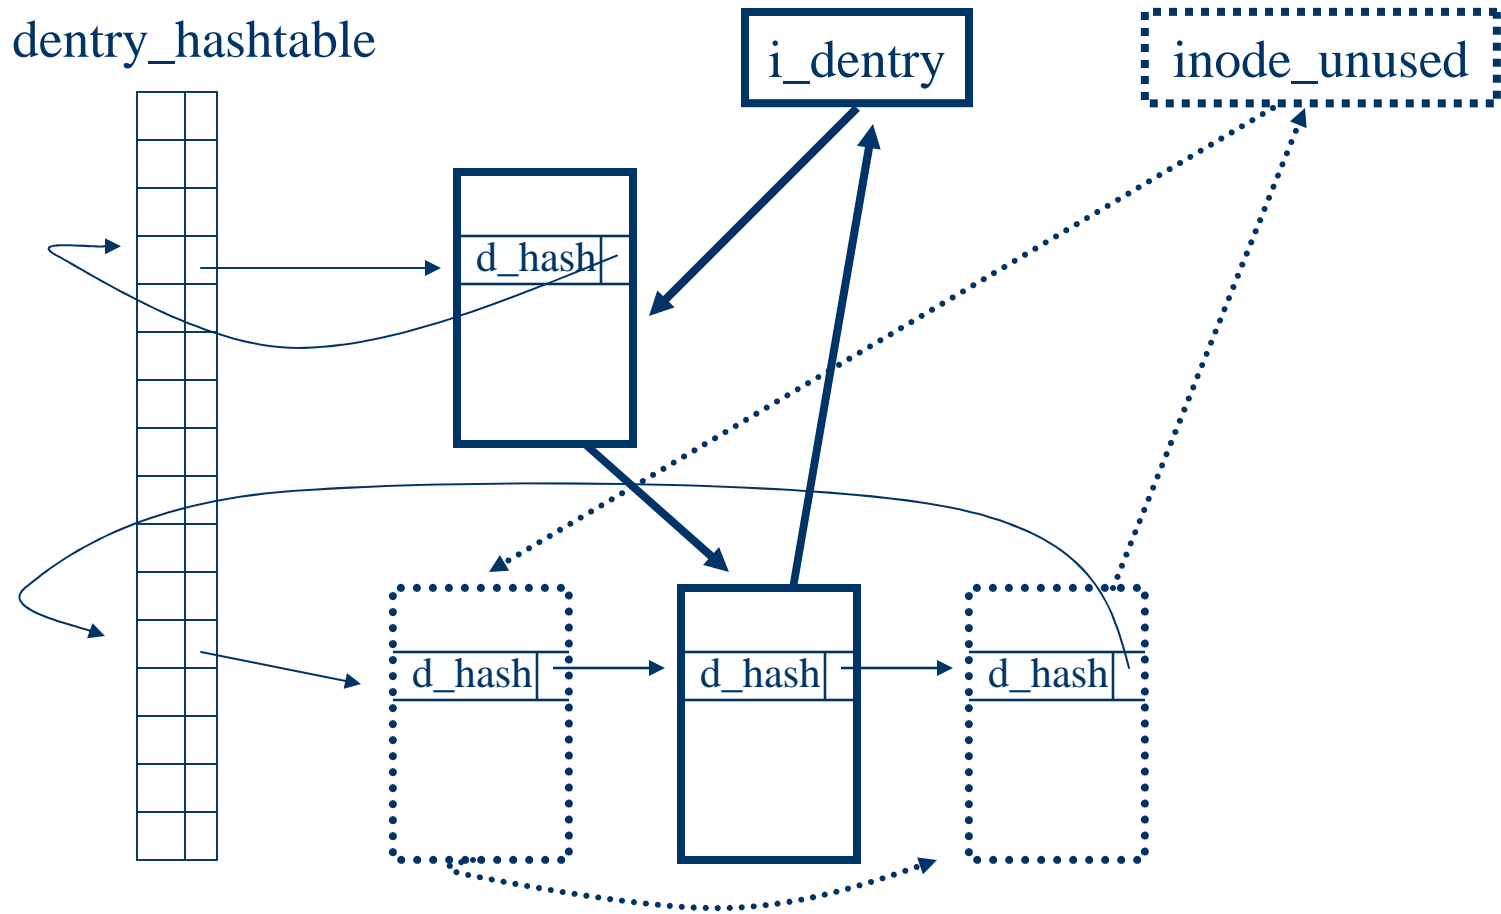 dentry_hashtable
i_dentry
inode_unused
d_hash
d_hash
d_hash
d_hash